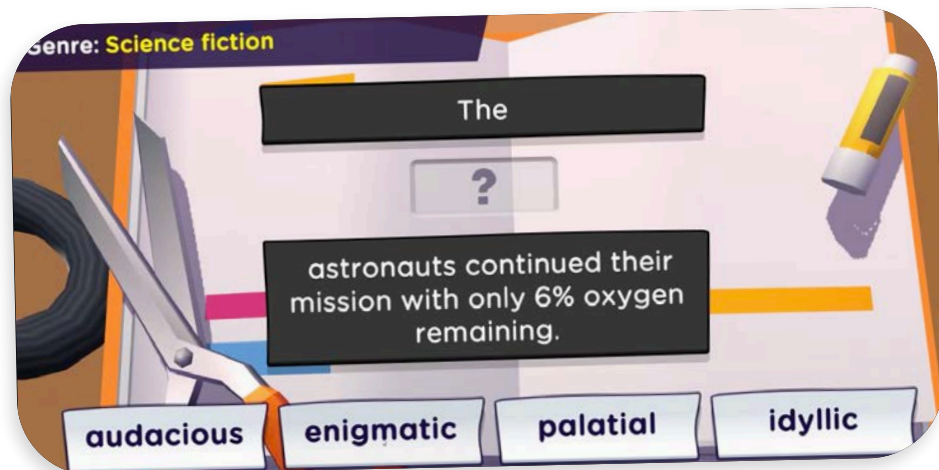 Genre: Science fiction
The
?
astronauts continued their
mission with only 6% oxygen
remaining.
audacious
enigmatic
palatial
idyllic